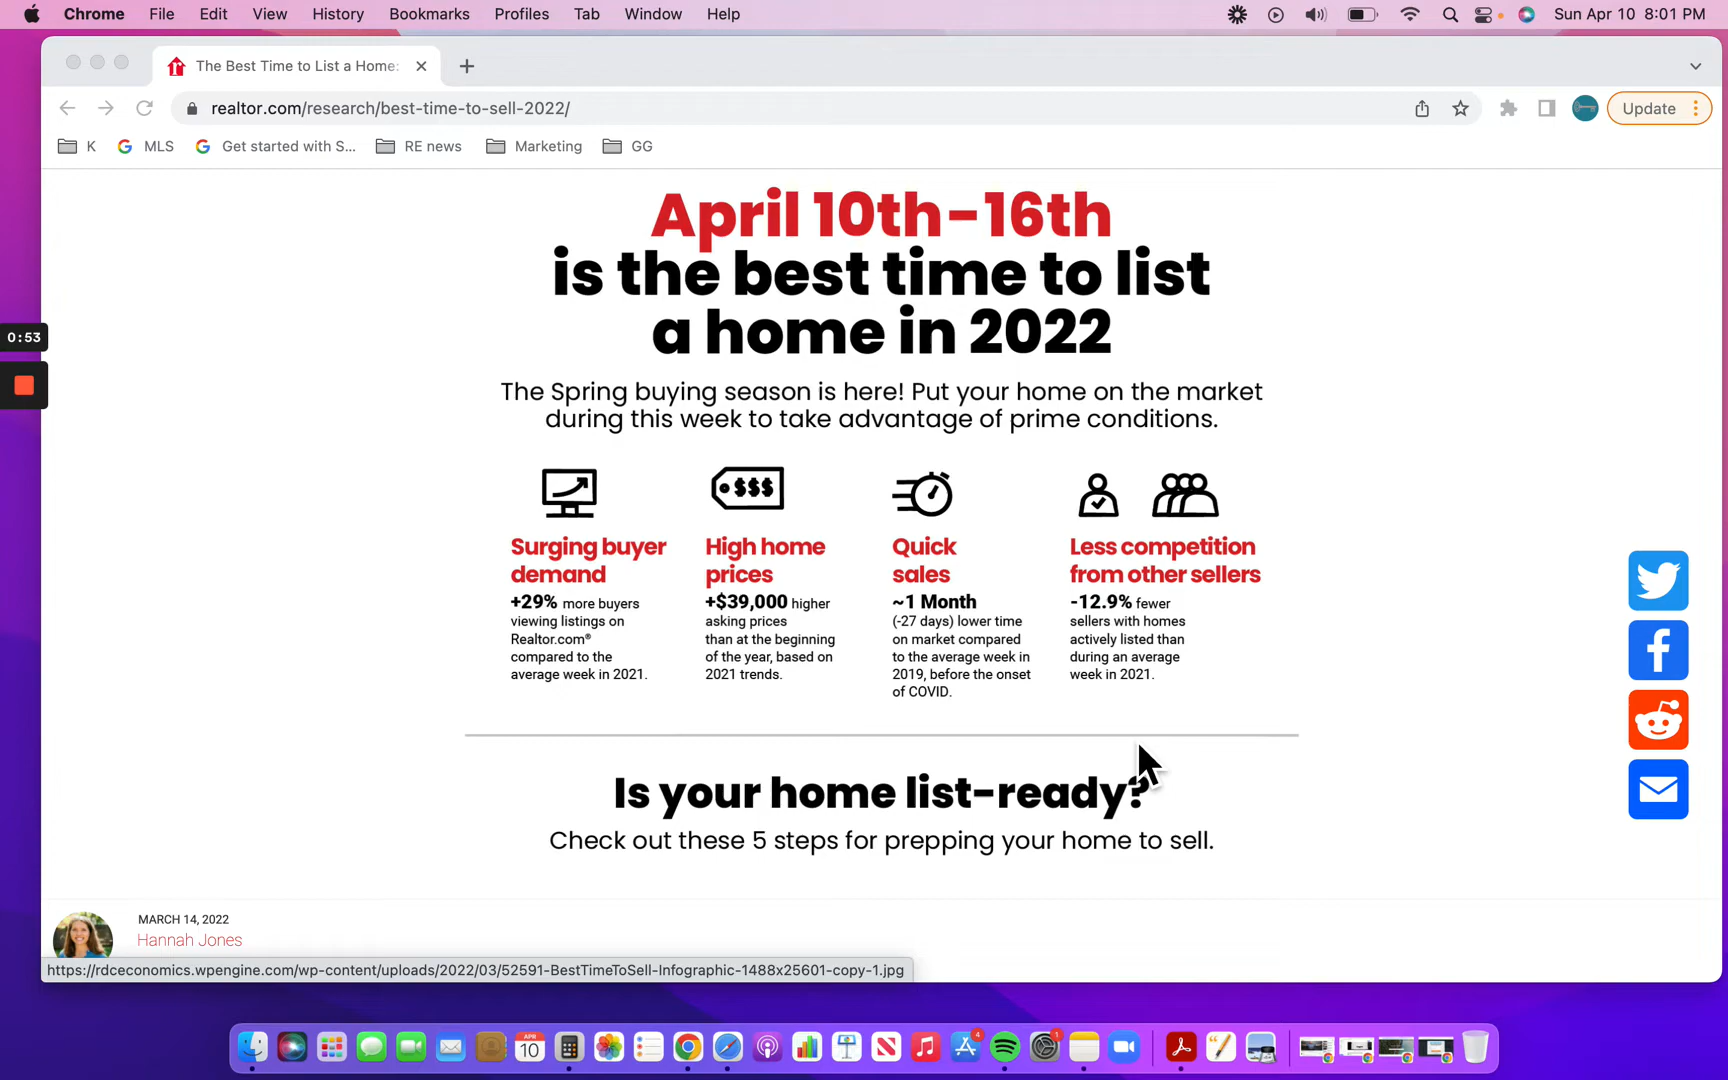 Chrome File Edit View History Bookmarks Profiles Tab Window Help Sun Apr 10 8:01 PM
The Best Time to List a Home:
realtor.com/research/best-time-to-sell-2022/ Update
K MLS Get started with S... RE news Marketing GG
April 10th-16th
is the best time to list
a home in 2022
0:53
The Spring buying season is here! Put your home on the market
during this week to take advantage of prime conditions.
$$$
Surging buyer
demand
+29% more buyers
viewing listings on
Realtor.com®
compared to the
average week in 2021.
High home
prices
+$39,000 higher
asking prices
than at the beginning
of the year, based on
2021 trends.
Quick
sales
~1 Month
(-27 days) lower time
on market compared
to the average week in
2019, before the onset
of COVID.
Less competition
from other sellers
-12.9% fewer
sellers with homes
actively listed than
during an average
week in 2021.
Is your home list-ready?
Check out these 5 steps for prepping your home to sell.
MARCH 14, 2022
Hannah Jones
https://rdceconomics.wpengine.com/wp-content/uploads/2022/03/52591-BestTimeToSell-Infographic-1488x25601-copy-1.jpg
APR
10
4
1